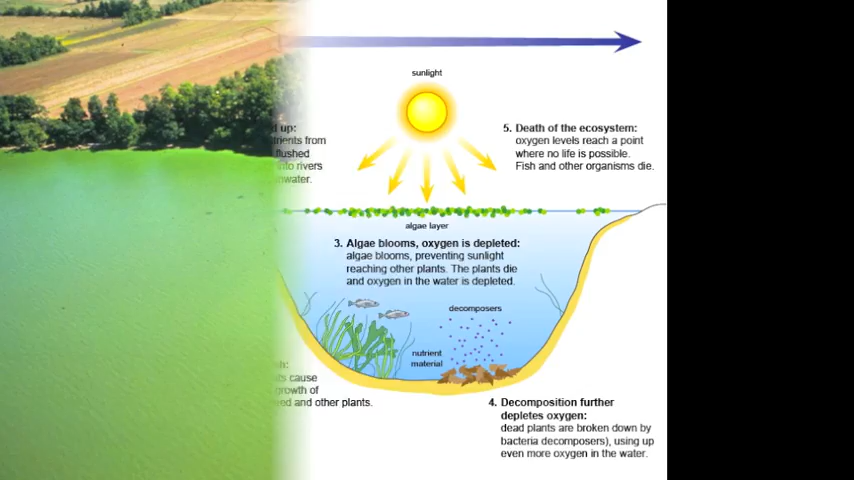 sunlight
d up:
trients from
flushed
into rivers
nwater.
5. Death of the ecosystem:
oxygen levels reach a point
where no life is possible.
Fish and other organisms die.
algae layer
3. Algae blooms, oxygen is depleted:
algae blooms, preventing sunlight
reaching other plants. The plants die
and oxygen in the water is depleted.
decomposers
nutrient
material
h:
ts cause
growth of
eed and other plants.
4. Decomposition further
depletes oxygen:
dead plants are broken down by
bacteria decomposers), using up
even more oxygen in the water.